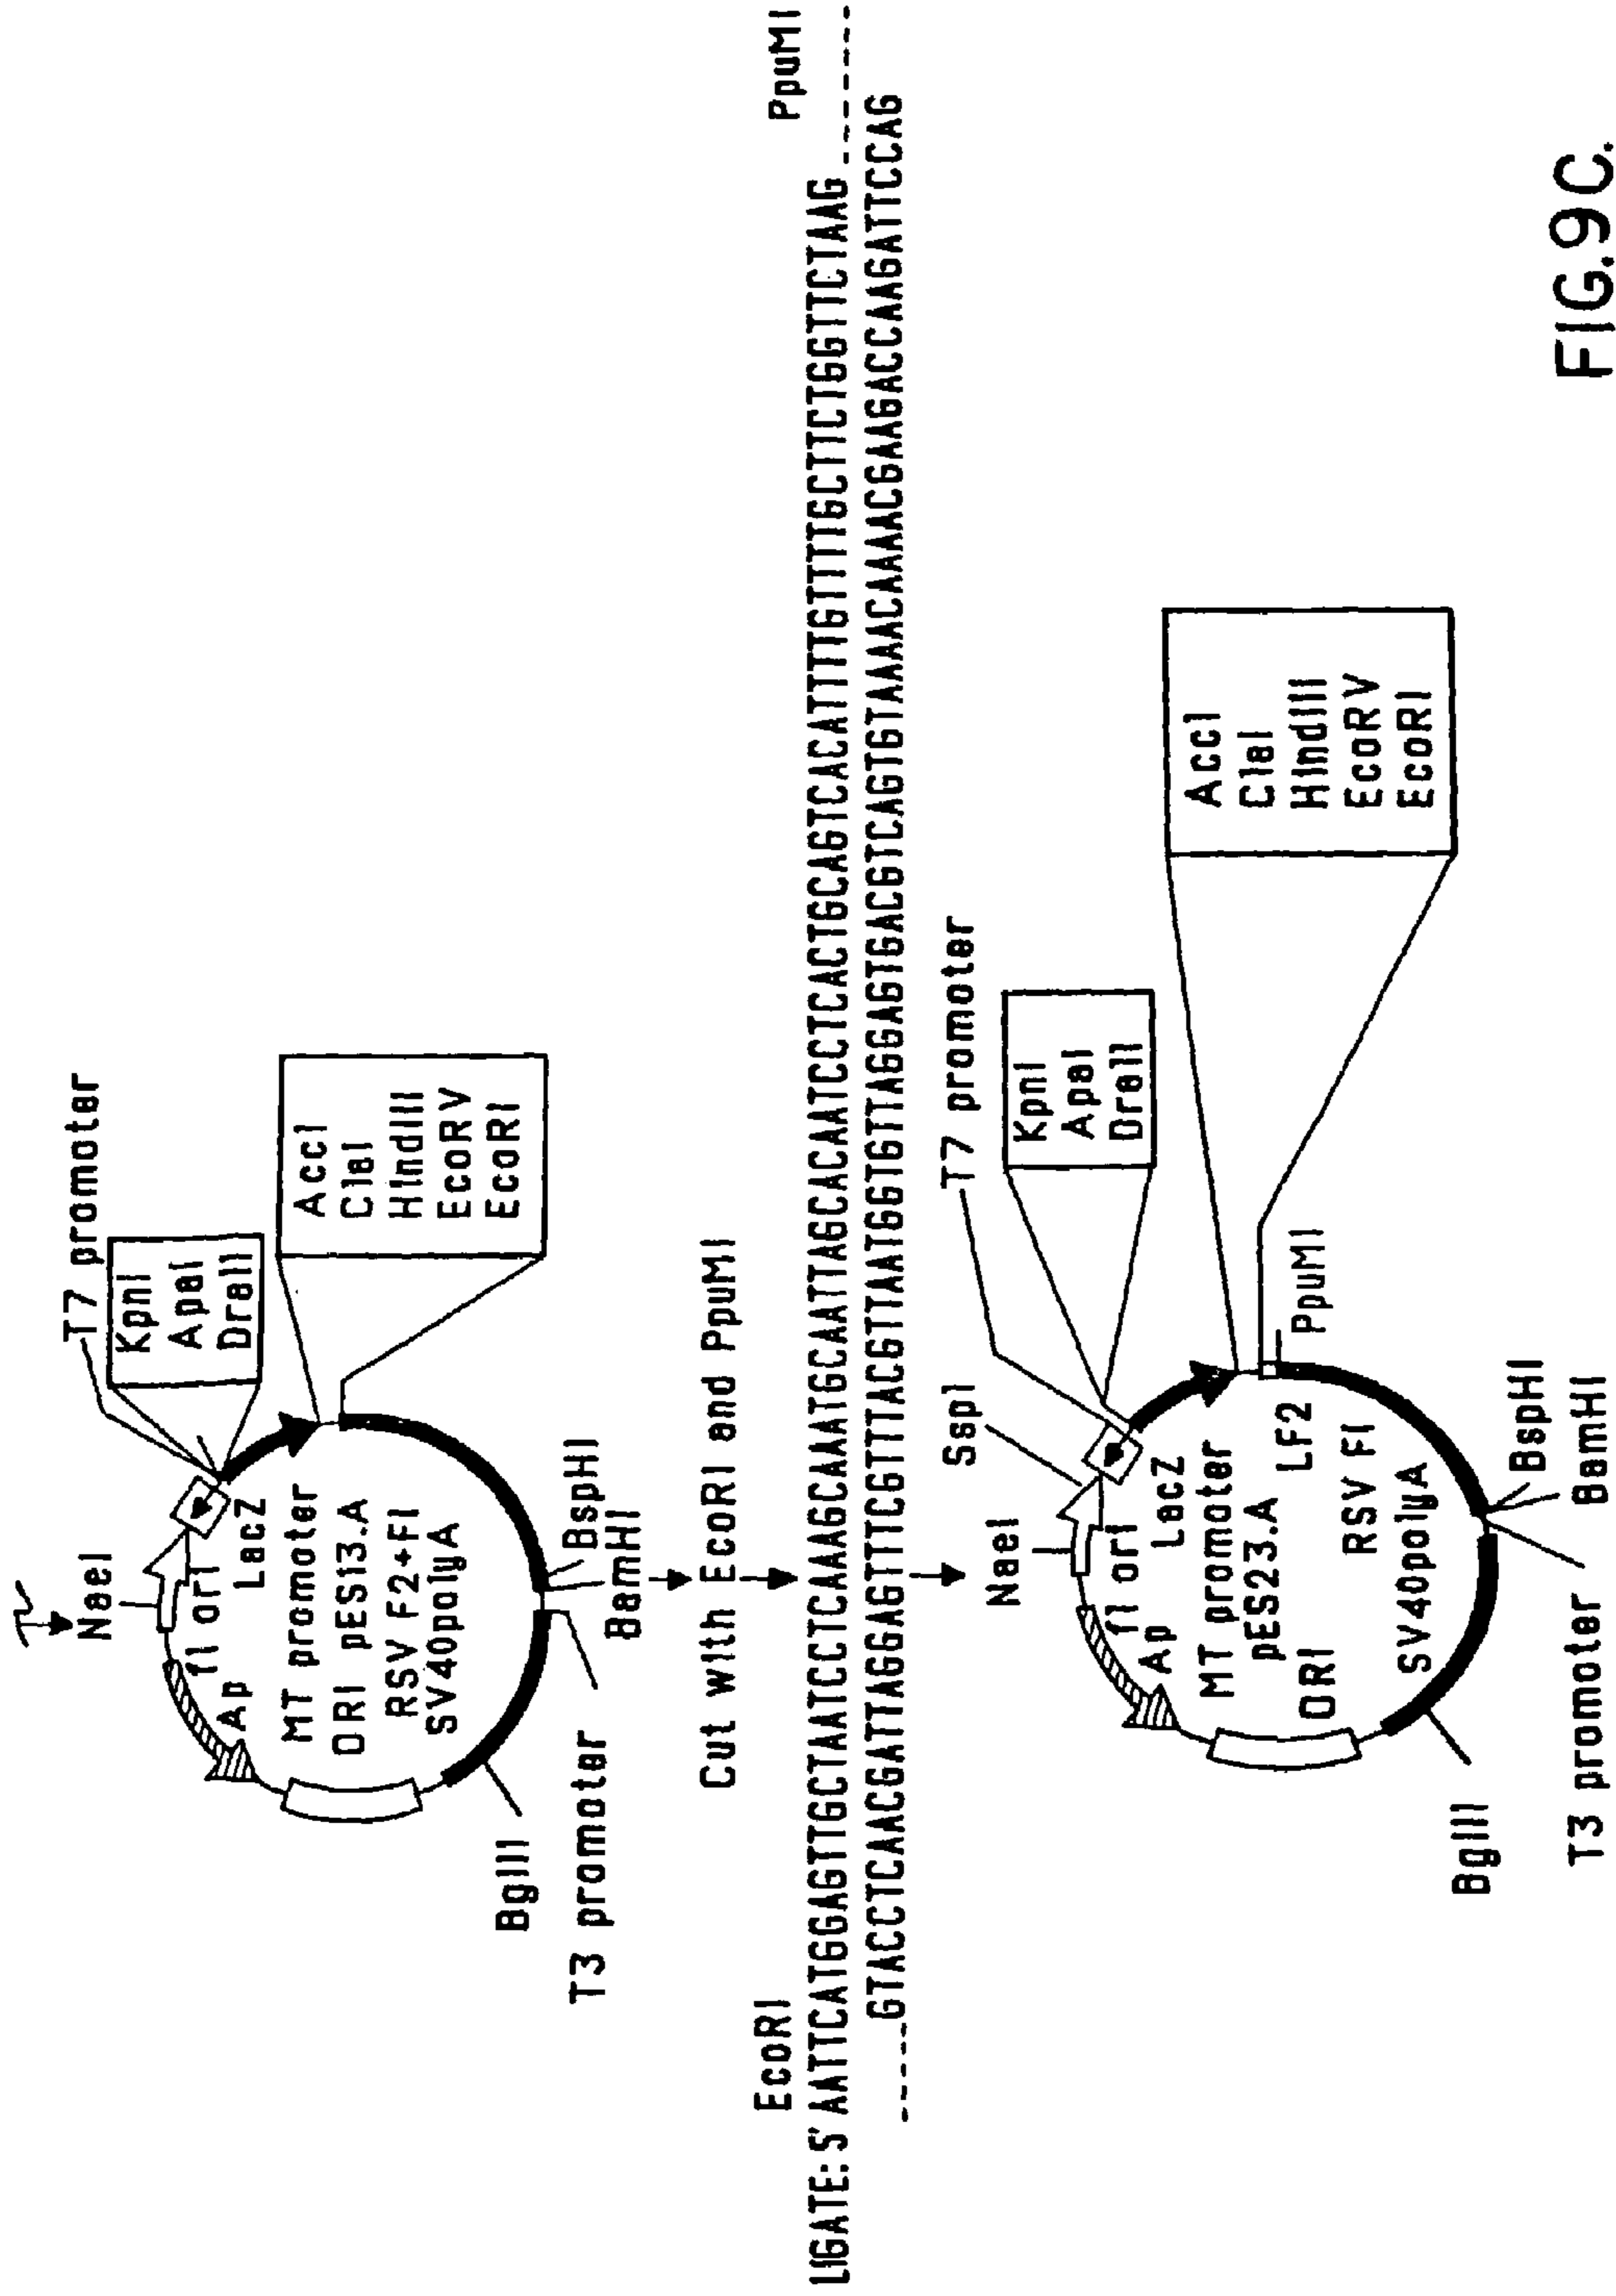 NaeI
T7 promoter
KpnI
ApaI
DraII
f1 ori
Ap
LacZ
MT promoter
ORI pES13.A
RSV F2+F1
SV40polyA
AccI
ClaI
HindIII
EcoRV
EcoRI
BglII
BspHI
BamHI
T3 promoter
Cut with EcoRI and PpuMI
EcoRI PpuMI
LIGATE: 5' AATTCATGGAGTTGCTAATCCTCAAAGCAAATGCAATTAGCACAATCCTCACTGCAGTCACATTTTGTTTTGCTTCTGGTTCTAAG------
-----GTACCTCAACGATTAGGAGTTTCGTTTACGTTAATGGTGTTAGGAGTGACGTCAGTGTAAAACAAAACGAAGACCAAGATTCCAG
NaeI
SspI
T7 promoter
KpnI
ApaI
DraII
f1 ori
Ap
LacZ
MT promoter
pES23.A
LF2
ORI
RSV F1
SV40polyA
PpuMI
AccI
ClaI
HindIII
EcoRV
EcoRI
BglII
BspHI
BamHI
T3 promoter
FIG.9C.